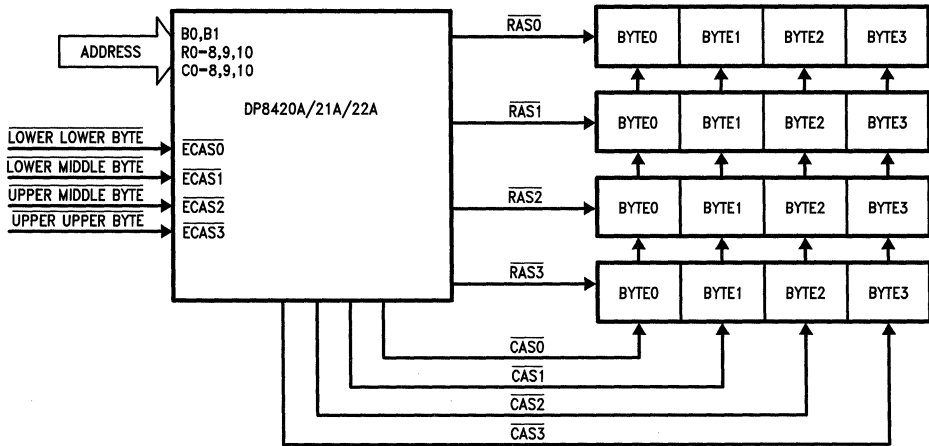 B0,B1
R0-8,9,10
C0-8,9,10
ADDRESS
DP8420A/21A/22A
LOWER LOWER BYTE
ECAS0
LOWER MIDDLE BYTE
ECAS1
UPPER MIDDLE BYTE
ECAS2
UPPER UPPER BYTE
ECAS3
RAS0
BYTE0 BYTE1 BYTE2 BYTE3
RAS1
BYTE0 BYTE1 BYTE2 BYTE3
RAS2
BYTE0 BYTE1 BYTE2 BYTE3
RAS3
BYTE0 BYTE1 BYTE2 BYTE3
CAS0
CAS1
CAS2
CAS3